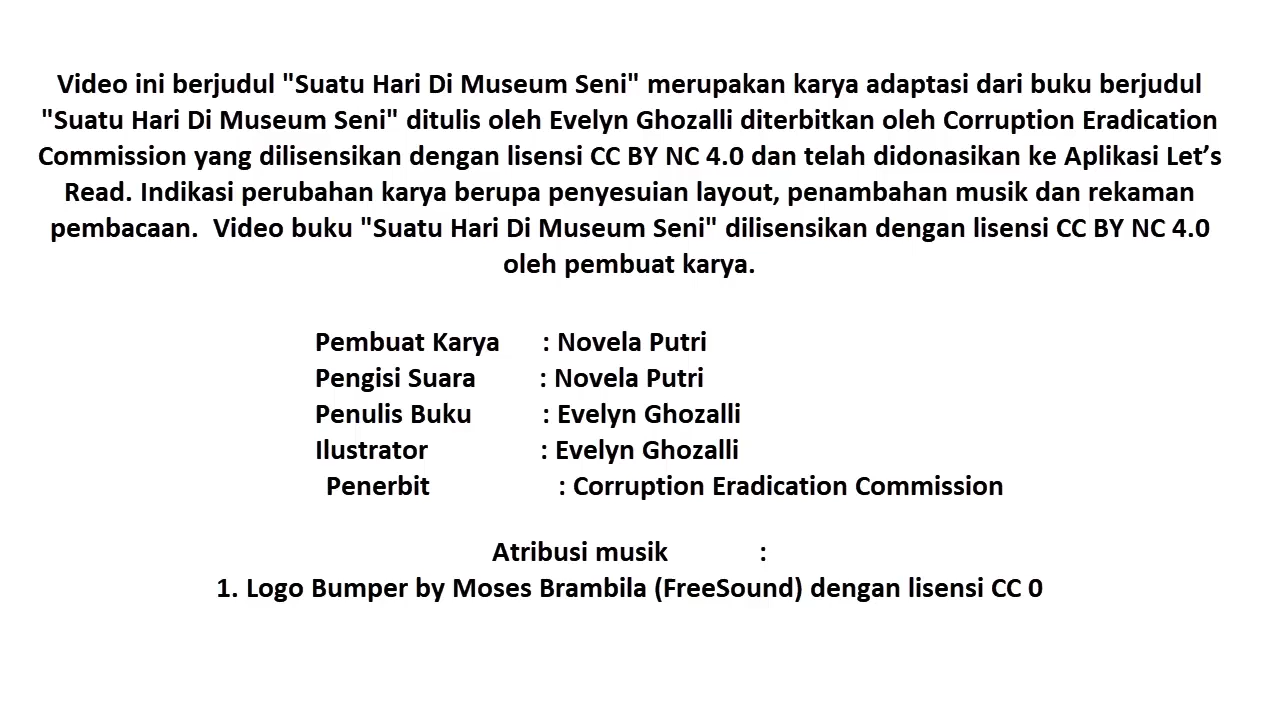 Video ini berjudul "Suatu Hari Di Museum Seni" merupakan karya adaptasi dari buku berjudul
"Suatu Hari Di Museum Seni" ditulis oleh Evelyn Ghozalli diterbitkan oleh Corruption Eradication
Commission yang dilisensikan dengan lisensi CC BY NC 4.0 dan telah didonasikan ke Aplikasi Let’s
Read. Indikasi perubahan karya berupa penyesuian layout, penambahan musik dan rekaman
pembacaan. Video buku "Suatu Hari Di Museum Seni" dilisensikan dengan lisensi CC BY NC 4.0
oleh pembuat karya.
Pembuat Karya : Novela Putri
Pengisi Suara : Novela Putri
Penulis Buku : Evelyn Ghozalli
Ilustrator : Evelyn Ghozalli
Penerbit : Corruption Eradication Commission
Atribusi musik :
1. Logo Bumper by Moses Brambila (FreeSound) dengan lisensi CC 0